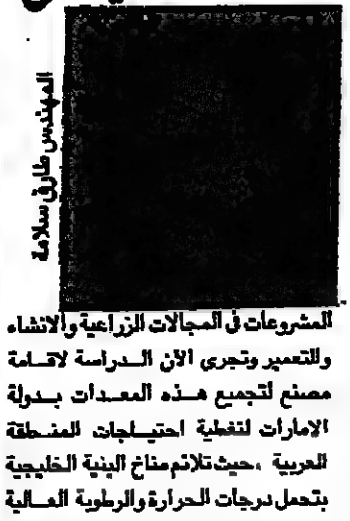 المهندس طارق سلامة
المشروعات في المجالات الزراعية والانشاء
والتعمير وتجرى الآن الدراسة لاقامة
مصنع لتجميع هذه المعدات بدولة
الامارات لتغطية احتياجات المنطقة
العربية ، حيث تلائم مناخ البنية الخليجية
بتحمل درجات الحرارة والرطوبة العالية